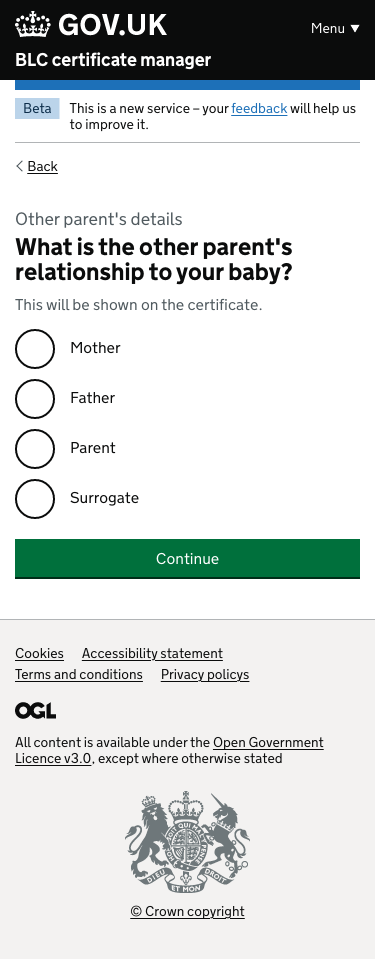 GOV.UK
Menu ▼
BLC certificate manager
Beta
This is a new service – your feedback will help us
to improve it.
Back
Other parent's details
What is the other parent's
relationship to your baby?
This will be shown on the certificate.
Mother
Father
Parent
Surrogate
Continue
Cookies
Accessibility statement
Terms and conditions
Privacy policys
OGL
All content is available under the Open Government
Licence v3.0, except where otherwise stated
DIEU ET MON
© Crown copyright